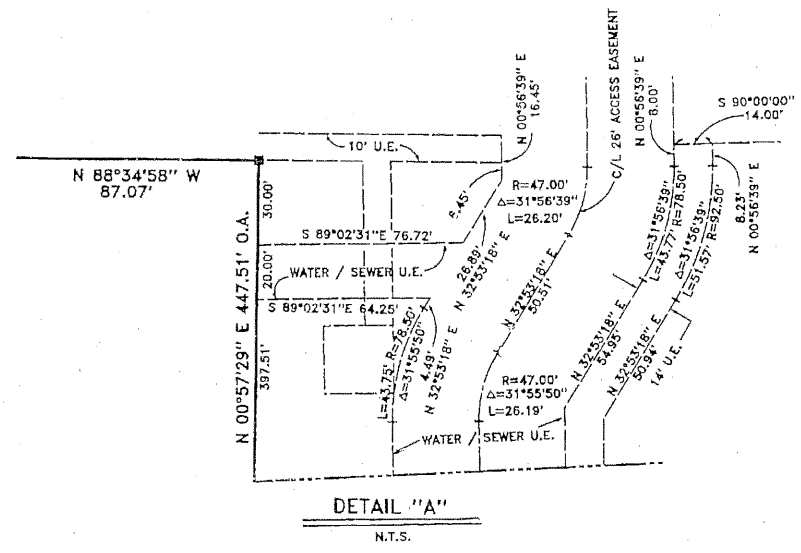 N 88°34'58" W
87.07'
10' U.E.
N 00°56'39" E
16.45'
C/L 26' ACCESS EASEMENT
N 00°56'39" E
8.00'
S 90°00'00"
14.00'
8.23'
N 00°56'39" E
30.00'
S 89°02'31"E 76.72'
R=47.00'
△=31°56'39"
L=26.20'
26.89'
N 32°53'18" E
N 32°53'18" E
50.51'
△=31°56'39"
L=43.77' R=78.50'
△=31°56'39"
L=51.57' R=92.50'
20.00'
WATER / SEWER U.E.
S 89°02'31"E 64.25'
N 00°57'29" E 447.51' O.A.
397.51'
L=43.75' R=78.50'
△=31°55'50"
4.49'
N 32°53'18" E
R=47.00'
△=31°55'50"
L=26.19'
N 32°53'18" E
54.95'
N 32°53'18" E
50.94'
14' U.E.
WATER / SEWER U.E.
DETAIL "A"
N.T.S.